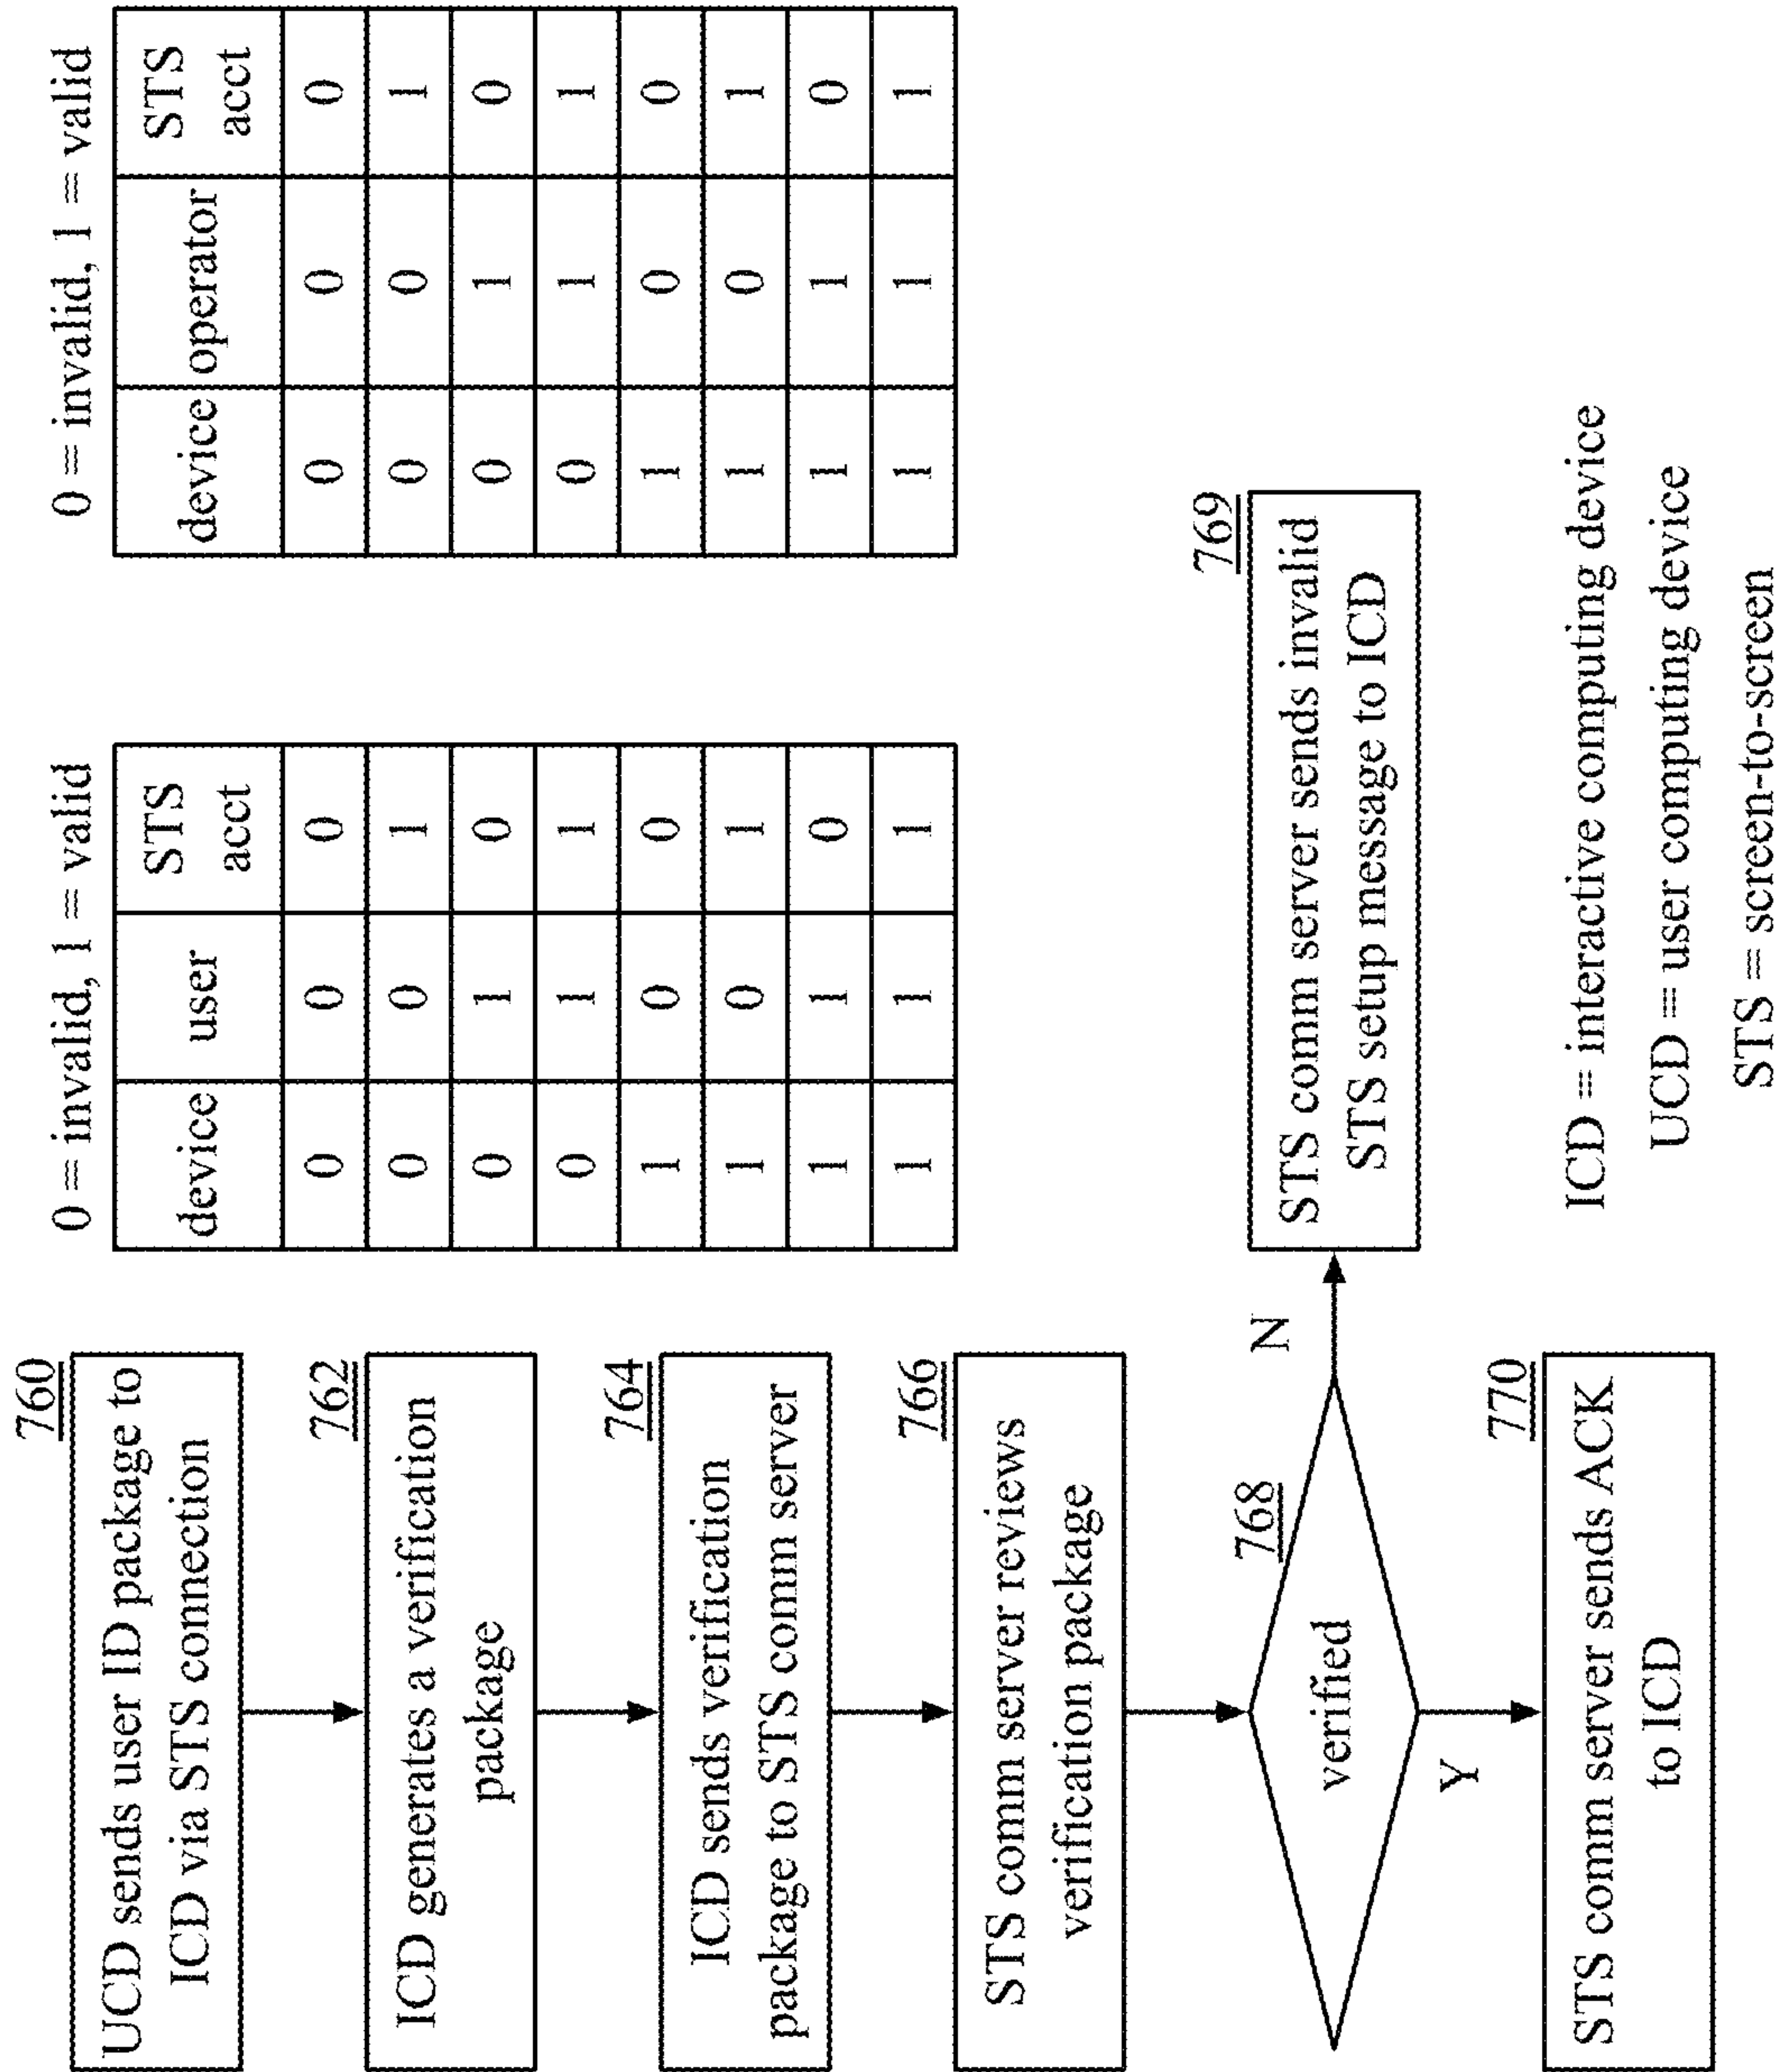 760
UCD sends user ID package to
ICD via STS connection
762
ICD generates a verification
package
764
ICD sends verification
package to STS comm server
766
STS comm server reviews
verification package
768
verified
N
Y
769
STS comm server sends invalid
STS setup message to ICD
770
STS comm server sends ACK
to ICD
0 = invalid, 1 = valid
device user STS acct
0 0 0
0 0 1
0 1 0
0 1 1
1 0 0
1 0 1
1 1 0
1 1 1
0 = invalid, 1 = valid
device operator STS acct
0 0 0
0 0 1
0 1 0
0 1 1
1 0 0
1 0 1
1 1 0
1 1 1
ICD = interactive computing device
UCD = user computing device
STS = screen-to-screen